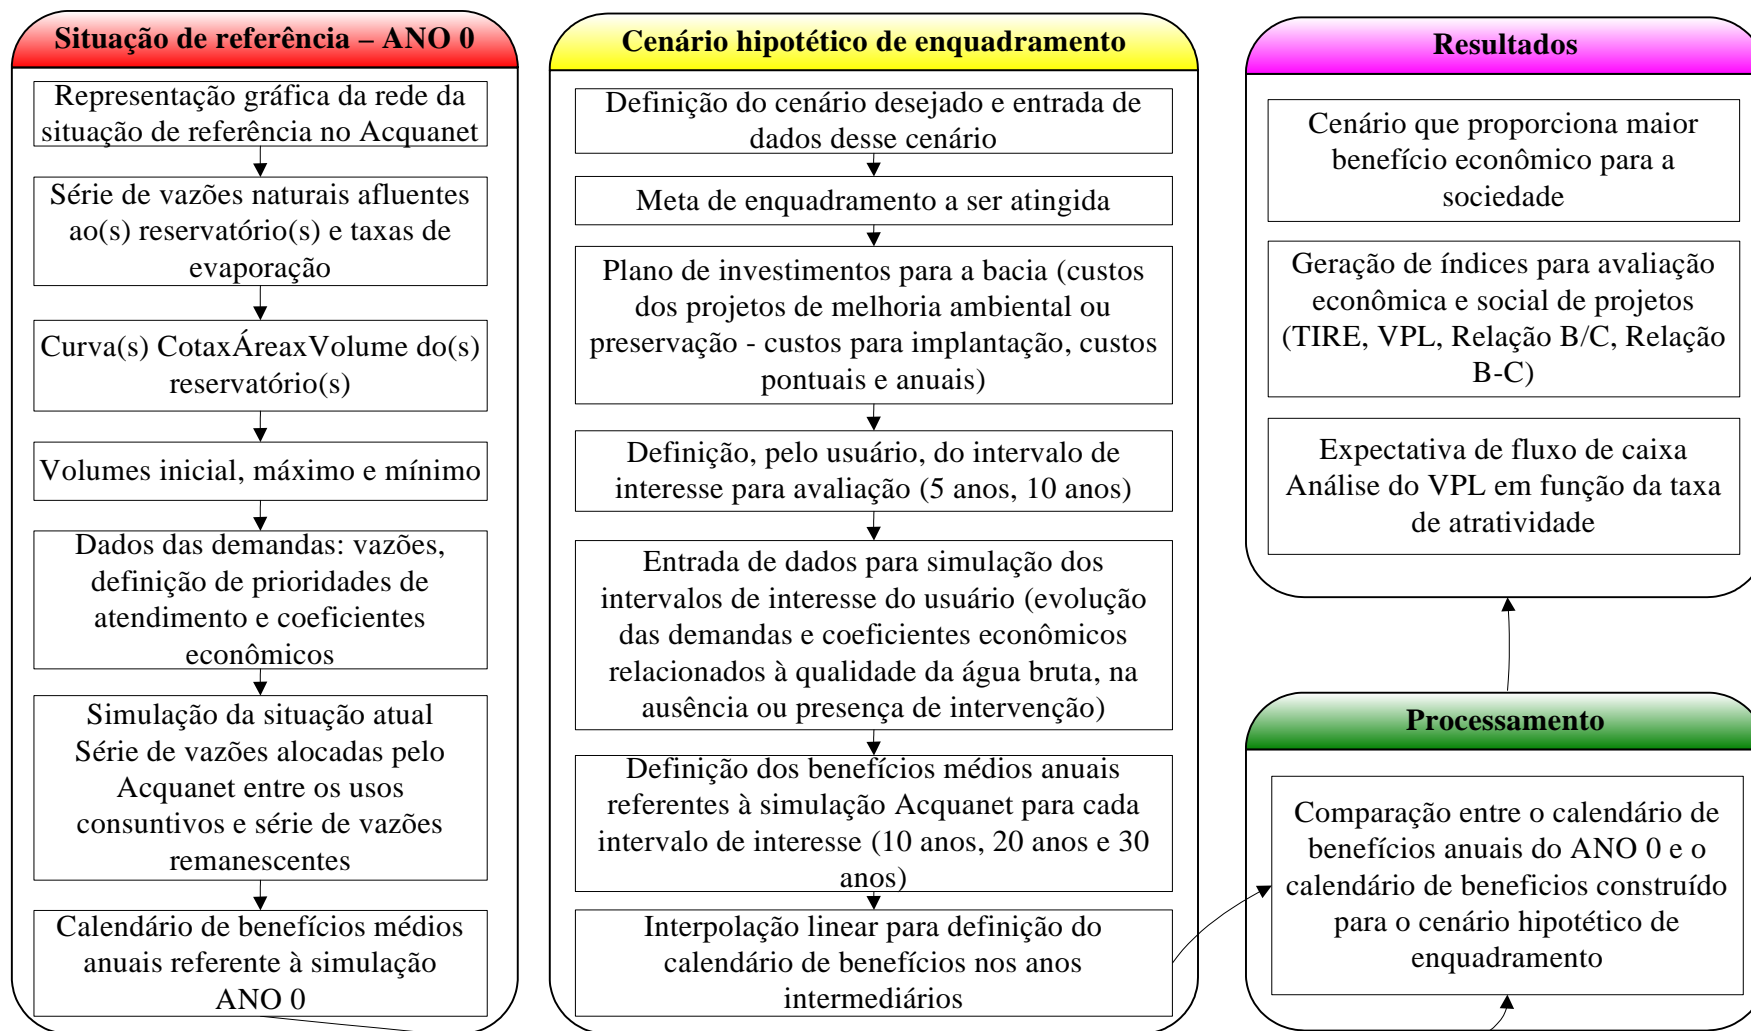 Situação de referência – ANO 0
Representação gráfica da rede da
situação de referência no Acquanet
Série de vazões naturais afluentes
ao(s) reservatório(s) e taxas de
evaporação
Curva(s) CotaxÁreaxVolume do(s)
reservatório(s)
Volumes inicial, máximo e mínimo
Dados das demandas: vazões,
definição de prioridades de
atendimento e coeficientes
econômicos
Simulação da situação atual
Série de vazões alocadas pelo
Acquanet entre os usos
consuntivos e série de vazões
remanescentes
Calendário de benefícios médios
anuais referente à simulação
ANO 0
Cenário hipotético de enquadramento
Definição do cenário desejado e entrada de
dados desse cenário
Meta de enquadramento a ser atingida
Plano de investimentos para a bacia (custos
dos projetos de melhoria ambiental ou
preservação - custos para implantação, custos
pontuais e anuais)
Definição, pelo usuário, do intervalo de
interesse para avaliação (5 anos, 10 anos)
Entrada de dados para simulação dos
intervalos de interesse do usuário (evolução
das demandas e coeficientes econômicos
relacionados à qualidade da água bruta, na
ausência ou presença de intervenção)
Definição dos benefícios médios anuais
referentes à simulação Acquanet para cada
intervalo de interesse (10 anos, 20 anos e 30
anos)
Interpolação linear para definição do
calendário de benefícios nos anos
intermediários
Resultados
Cenário que proporciona maior
benefício econômico para a
sociedade
Geração de índices para avaliação
econômica e social de projetos
(TIRE, VPL, Relação B/C, Relação
B-C)
Expectativa de fluxo de caixa
Análise do VPL em função da taxa
de atratividade
Processamento
Comparação entre o calendário de
benefícios anuais do ANO 0 e o
calendário de beneficios construído
para o cenário hipotético de
enquadramento